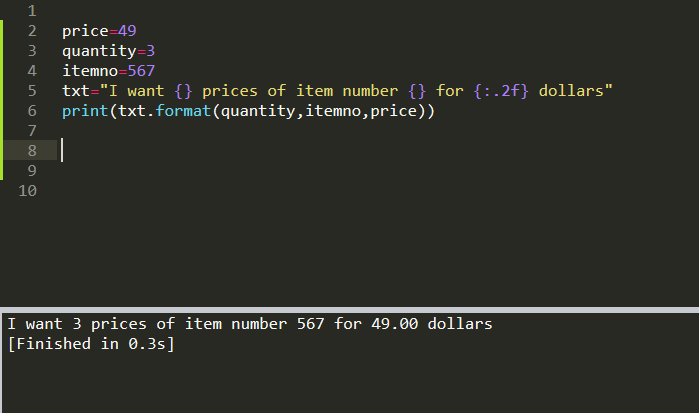 1
2 price=49
3 quantity=3
4 itemno=567
5 txt="I want {} prices of item number {} for {:.2f} dollars"
6 print(txt.format(quantity,itemno,price))
7
8
9
10
I want 3 prices of item number 567 for 49.00 dollars
[Finished in 0.3s]